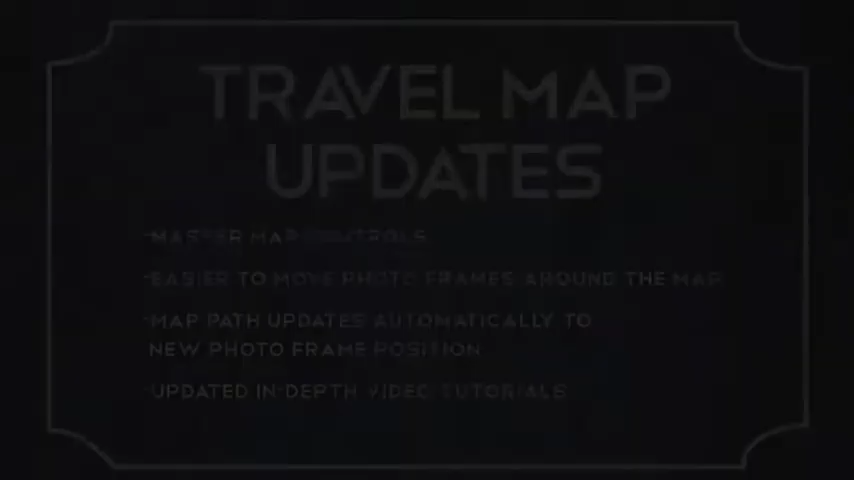 TRAVEL MAP
UPDATES
-MASTER MAP CONTROLS
-EASIER TO MOVE PHOTO FRAMES AROUND THE MAP
-MAP PATH UPDATES AUTOMATICALLY TO
NEW PHOTO FRAME POSITION
-UPDATED IN-DEPTH VIDEO TUTORIALS